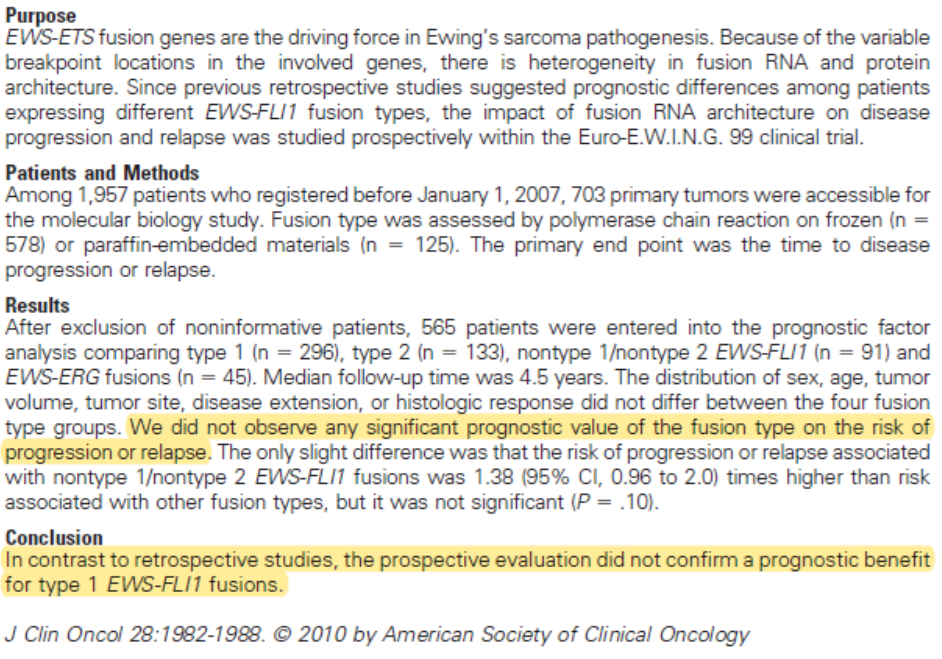 Purpose
EWS-ETS fusion genes are the driving force in Ewing's sarcoma pathogenesis. Because of the variable
breakpoint locations in the involved genes, there is heterogeneity in fusion RNA and protein
architecture. Since previous retrospective studies suggested prognostic differences among patients
expressing different EWS-FLI1 fusion types, the impact of fusion RNA architecture on disease
progression and relapse was studied prospectively within the Euro-E.W.I.N.G. 99 clinical trial.
Patients and Methods
Among 1,957 patients who registered before January 1, 2007, 703 primary tumors were accessible for
the molecular biology study. Fusion type was assessed by polymerase chain reaction on frozen (n =
578) or paraffin-embedded materials (n = 125). The primary end point was the time to disease
progression or relapse.
Results
After exclusion of noninformative patients, 565 patients were entered into the prognostic factor
analysis comparing type 1 (n = 296), type 2 (n = 133), nontype 1/nontype 2 EWS-FLI1 (n = 91) and
EWS-ERG fusions (n = 45). Median follow-up time was 4.5 years. The distribution of sex, age, tumor
volume, tumor site, disease extension, or histologic response did not differ between the four fusion
type groups. We did not observe any significant prognostic value of the fusion type on the risk of
progression or relapse. The only slight difference was that the risk of progression or relapse associated
with nontype 1/nontype 2 EWS-FLI1 fusions was 1.38 (95% CI, 0.96 to 2.0) times higher than risk
associated with other fusion types, but it was not significant (P = .10).
Conclusion
In contrast to retrospective studies, the prospective evaluation did not confirm a prognostic benefit
for type 1 EWS-FLI1 fusions.
J Clin Oncol 28:1982-1988. © 2010 by American Society of Clinical Oncology